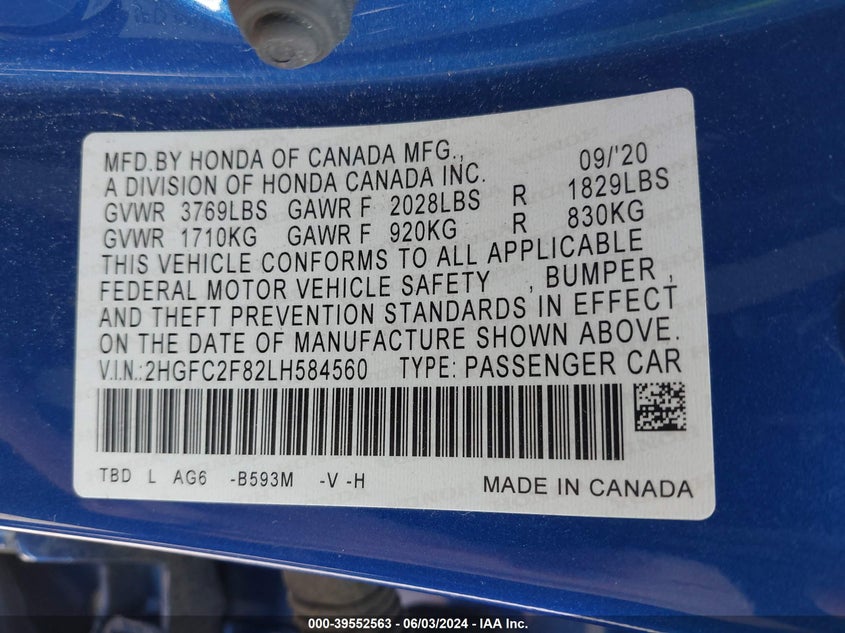 MFD.BY HONDA OF CANADA MFG., 09/'20
A DIVISION OF HONDA CANADA INC.
GVWR 3769LBS GAWR F 2028LBS R 1829LBS
GVWR 1710KG GAWR F 920KG R 830KG
THIS VEHICLE CONFORMS TO ALL APPLICABLE
FEDERAL MOTOR VEHICLE SAFETY , BUMPER ,
AND THEFT PREVENTION STANDARDS IN EFFECT
ON THE DATE OF MANUFACTURE SHOWN ABOVE.
V.I.N.:2HGFC2F82LH584560 TYPE: PASSENGER CAR
TBD L AG6 -B593M -V -H MADE IN CANADA
000-39552563 - 06/03/2024 - IAA Inc.